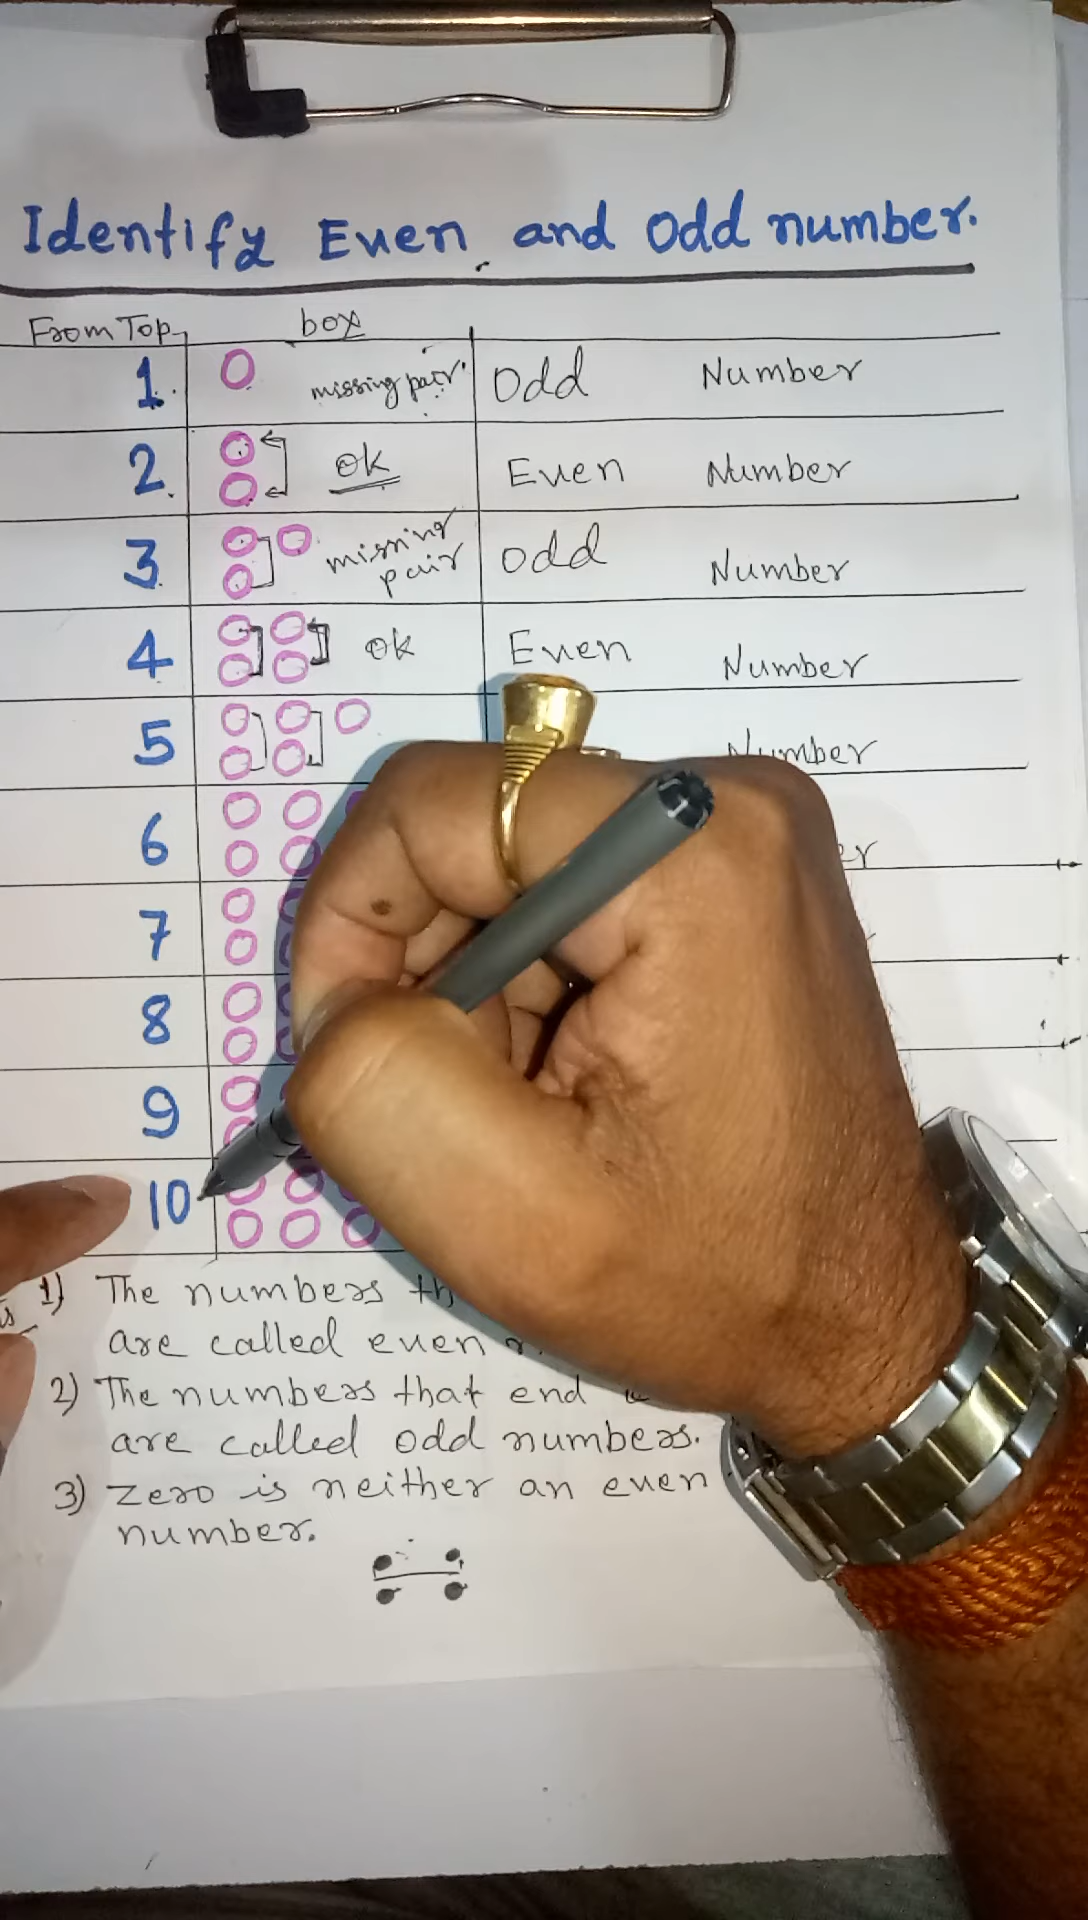 Identify Even and Odd number.
From Top box
1. missing pair Odd Number
2. ok Even Number
3 missing pair Odd Number
4 ok Even Number
5 Number
6
7
8
9
10
1) The numbers
are called even
2) The numbers that end
are called odd numbers.
3) Zero is neither an even
number.